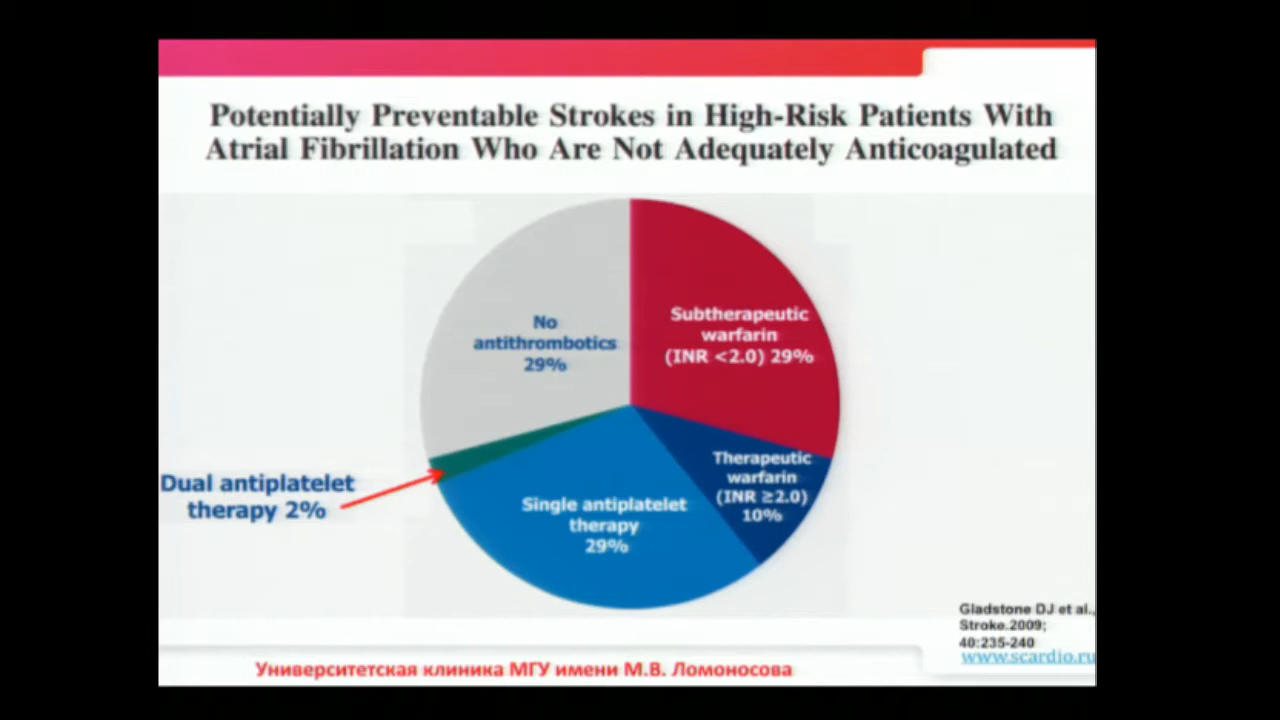 Potentially Preventable Strokes in High-Risk Patients With
Atrial Fibrillation Who Are Not Adequately Anticoagulated
No
antithrombotics
29%
Subtherapeutic
warfarin
(INR <2.0) 29%
Therapeutic
warfarin
(INR ≥2.0)
10%
Single antiplatelet
therapy
29%
Dual antiplatelet
therapy 2%
Gladstone DJ et al.,
Stroke.2009;
40:235-240
www.scardio.ru
Университетская клиника МГУ имени М.В. Ломоносова